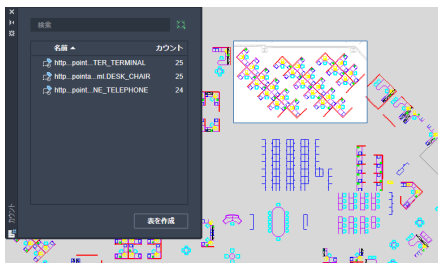 検索
名前 カウント
http...point...TER_TERMINAL 25
http...point...ml.DESK_CHAIR 25
http...point...NE_TELEPHONE 24
表を作成
カウント